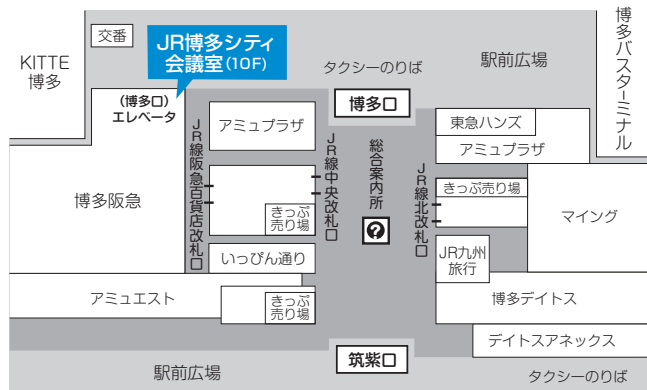 KITTE
博多
交番
JR博多シティ
会議室(10F)
タクシーのりば
駅前広場
博多バスターミナル
(博多口)
エレベータ
博多口
アミュプラザ
東急ハンズ
アミュプラザ
JR線阪急百貨店改札口
JR線中央改札口
総合案内所
?
JR線北改札口
きっぷ売り場
博多阪急
きっぷ
売り場
マイング
いっぴん通り
JR九州
旅行
アミュエスト
きっぷ
売り場
博多デイトス
デイトスアネックス
筑紫口
駅前広場
タクシーのりば